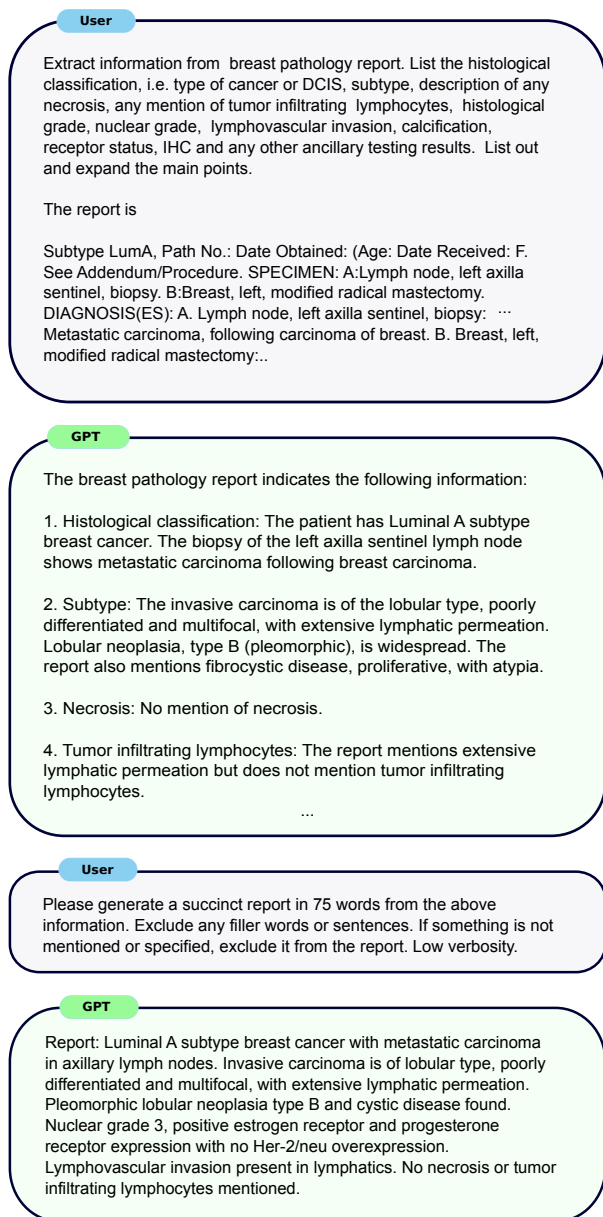 User
Extract information from breast pathology report. List the histological
classification, i.e. type of cancer or DCIS, subtype, description of any
necrosis, any mention of tumor infiltrating lymphocytes, histological
grade, nuclear grade, lymphovascular invasion, calcification,
receptor status, IHC and any other ancillary testing results. List out
and expand the main points.
The report is
Subtype LumA, Path No.: Date Obtained: (Age: Date Received: F.
See Addendum/Procedure. SPECIMEN: A:Lymph node, left axilla
sentinel, biopsy. B:Breast, left, modified radical mastectomy.
DIAGNOSIS(ES): A. Lymph node, left axilla sentinel, biopsy: ...
Metastatic carcinoma, following carcinoma of breast. B. Breast, left,
modified radical mastectomy:..
GPT
The breast pathology report indicates the following information:
1. Histological classification: The patient has Luminal A subtype
breast cancer. The biopsy of the left axilla sentinel lymph node
shows metastatic carcinoma following breast carcinoma.
2. Subtype: The invasive carcinoma is of the lobular type, poorly
differentiated and multifocal, with extensive lymphatic permeation.
Lobular neoplasia, type B (pleomorphic), is widespread. The
report also mentions fibrocystic disease, proliferative, with atypia.
3. Necrosis: No mention of necrosis.
4. Tumor infiltrating lymphocytes: The report mentions extensive
lymphatic permeation but does not mention tumor infiltrating
lymphocytes.
...
User
Please generate a succinct report in 75 words from the above
information. Exclude any filler words or sentences. If something is not
mentioned or specified, exclude it from the report. Low verbosity.
GPT
Report: Luminal A subtype breast cancer with metastatic carcinoma
in axillary lymph nodes. Invasive carcinoma is of lobular type, poorly
differentiated and multifocal, with extensive lymphatic permeation.
Pleomorphic lobular neoplasia type B and cystic disease found.
Nuclear grade 3, positive estrogen receptor and progesterone
receptor expression with no Her-2/neu overexpression.
Lymphovascular invasion present in lymphatics. No necrosis or tumor
infiltrating lymphocytes mentioned.